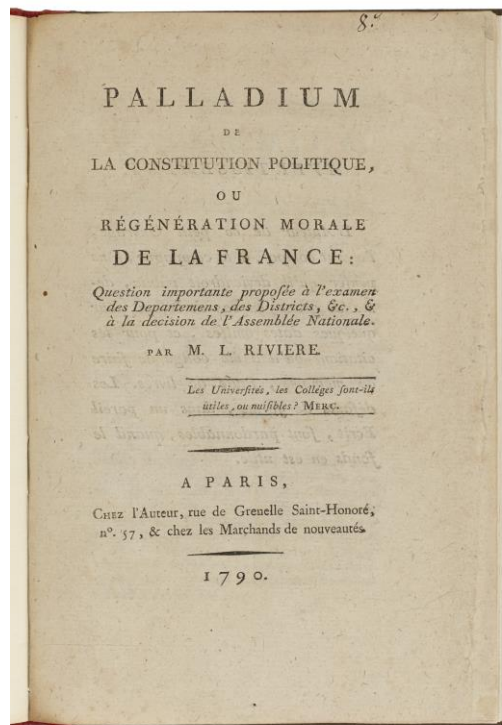 8.°
PALLADIUM
DE
LA CONSTITUTION POLITIQUE,
OU
RÉGÉNÉRATION MORALE
DE LA FRANCE:
Question importante proposée à l'examen
des Departemens, des Districts, &c., &
à la decision de l'Assemblée Nationale.
PAR M. L. RIVIERE.
Les Universités, les Colléges sont-ils
utiles, ou nuisibles? MERC.
A PARIS,
CHEZ l'Auteur, rue de Grenelle Saint-Honoré,
n°. 57, & chez les Marchands de nouveautés.
1790.